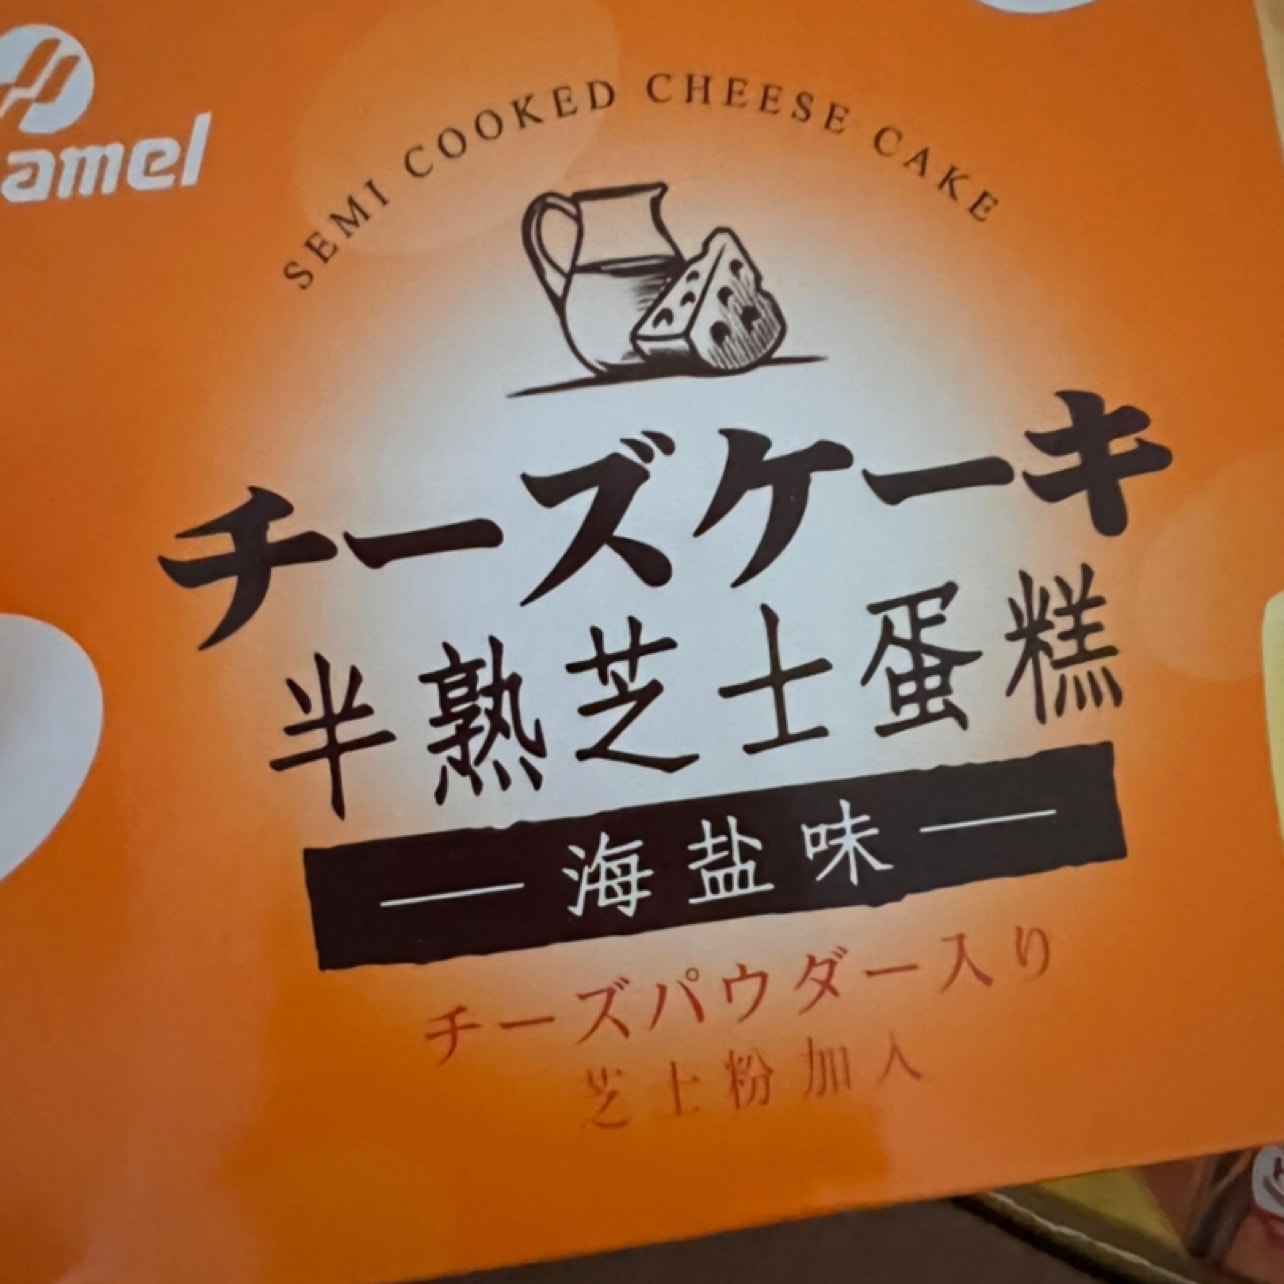 amel
SEMI COOKED CHEESE CAKE
チーズケーキ
半熟芝士蛋糕
海盐味
チーズパウダー入り
芝士粉加入